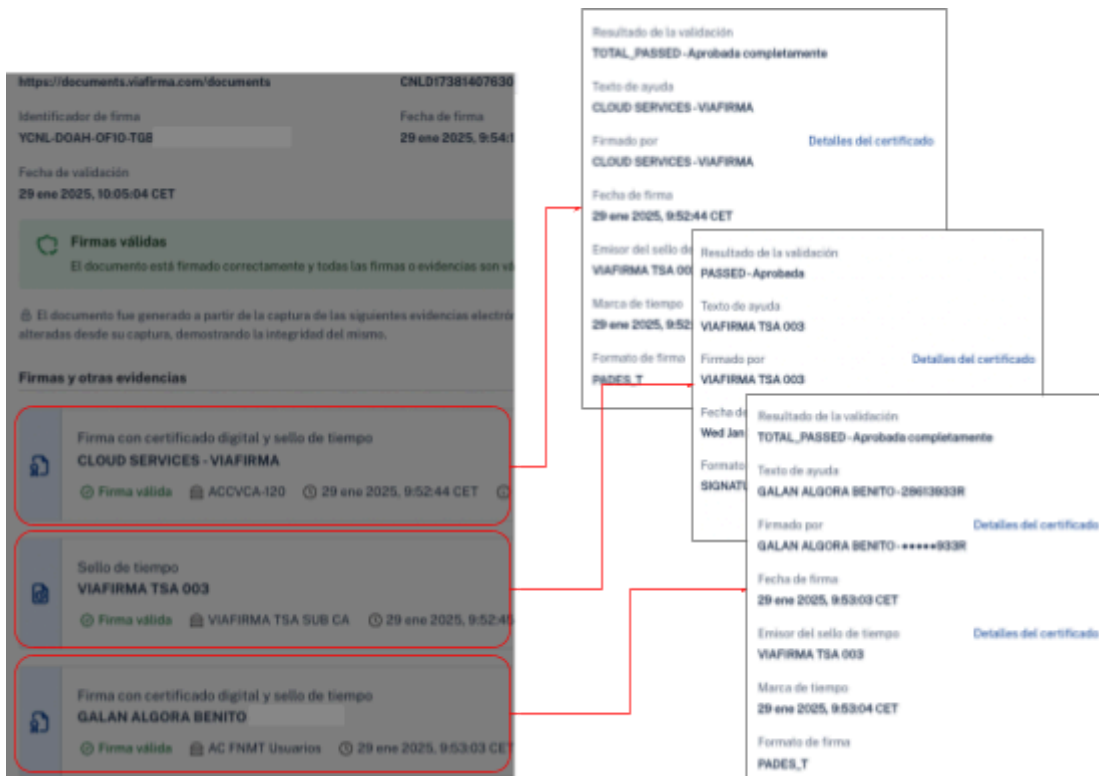 https://documents.viafirma.com/documents
CNLD17381407630
Identificador de firma
Fecha de firma
YCNL-DOAH-OF10-TG8
29 ene 2025, 9:54:1
Fecha de validación
29 ene 2025, 10:05:04 CET
Firmas válidas
El documento está firmado correctamente y todas las firmas o evidencias son vá
El documento fue generado a partir de la captura de las siguientes evidencias electró
alteradas desde su captura, demostrando la integridad del mismo.
Firmas y otras evidencias
Firma con certificado digital y sello de tiempo
CLOUD SERVICES - VIAFIRMA
Firma válida ACCVCA-120 29 ene 2025, 9:52:44 CET
Sello de tiempo
VIAFIRMA TSA 003
Firma válida VIAFIRMA TSA SUB CA 29 ene 2025, 9:52:45
Firma con certificado digital y sello de tiempo
GALAN ALGORA BENITO
Firma válida AC FNMT Usuarios 29 ene 2025, 9:53:03 CET
Resultado de la validación
TOTAL_PASSED - Aprobada completamente
Texto de ayuda
CLOUD SERVICES - VIAFIRMA
Firmado por
Detalles del certificado
CLOUD SERVICES - VIAFIRMA
Fecha de firma
29 ene 2025, 9:52:44 CET
Emisor del sello de
VIAFIRMA TSA 00
Marca de tiempo
29 ene 2025, 9:52:
Formato de firma
PADES_T
Resultado de la validación
PASSED - Aprobada
Texto de ayuda
VIAFIRMA TSA 003
Firmado por
Detalles del certificado
VIAFIRMA TSA 003
Fecha de
Wed Jan
Formato
SIGNATU
Resultado de la validación
TOTAL_PASSED - Aprobada completamente
Texto de ayuda
GALAN ALGORA BENITO - 28613933R
Firmado por
Detalles del certificado
GALAN ALGORA BENITO - •••••933R
Fecha de firma
29 ene 2025, 9:53:03 CET
Emisor del sello de tiempo
Detalles del certificado
VIAFIRMA TSA 003
Marca de tiempo
29 ene 2025, 9:53:04 CET
Formato de firma
PADES_T